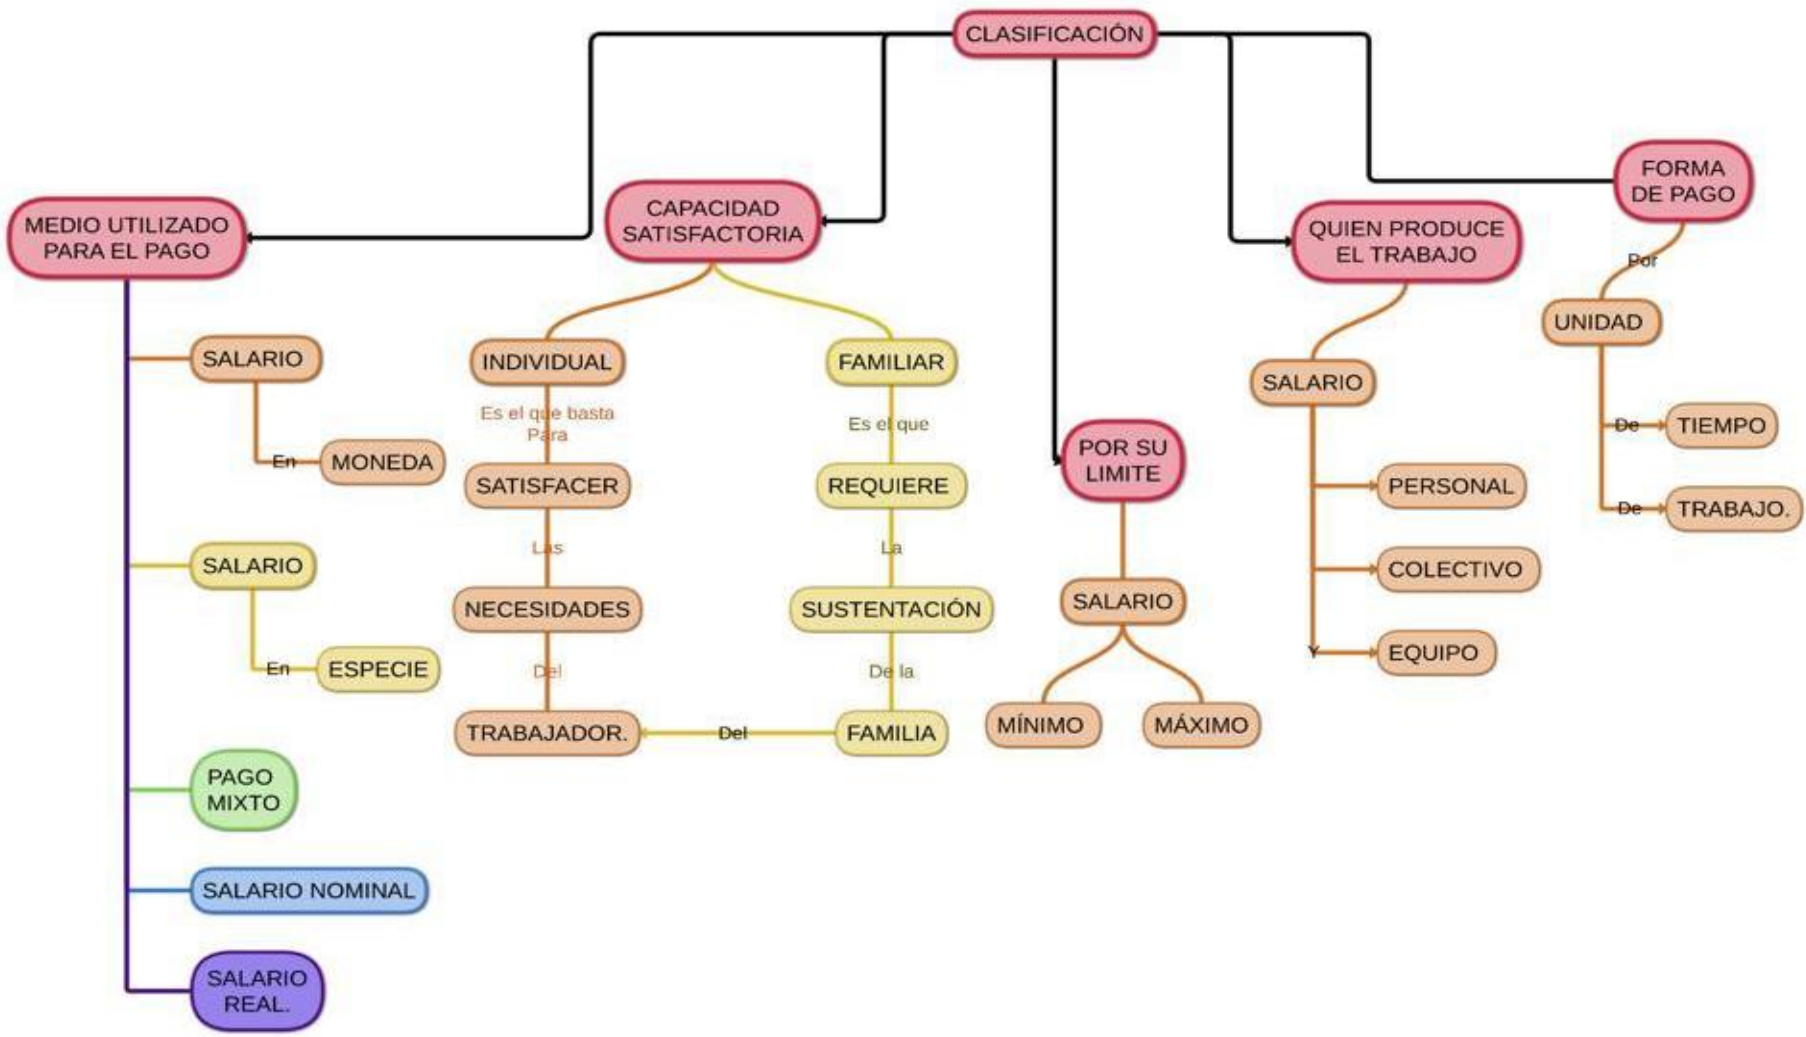 CLASIFICACIÓN
MEDIO UTILIZADO
PARA EL PAGO
SALARIO
En
MONEDA
SALARIO
En
ESPECIE
PAGO
MIXTO
SALARIO NOMINAL
SALARIO
REAL.
CAPACIDAD
SATISFACTORIA
INDIVIDUAL
Es el que basta
Para
SATISFACER
Las
NECESIDADES
Del
TRABAJADOR.
FAMILIAR
Es el que
REQUIERE
La
SUSTENTACIÓN
De la
FAMILIA
Del
POR SU
LIMITE
SALARIO
MÍNIMO
MÁXIMO
QUIEN PRODUCE
EL TRABAJO
SALARIO
PERSONAL
COLECTIVO
Y
EQUIPO
FORMA
DE PAGO
Por
UNIDAD
De
TIEMPO
De
TRABAJO.